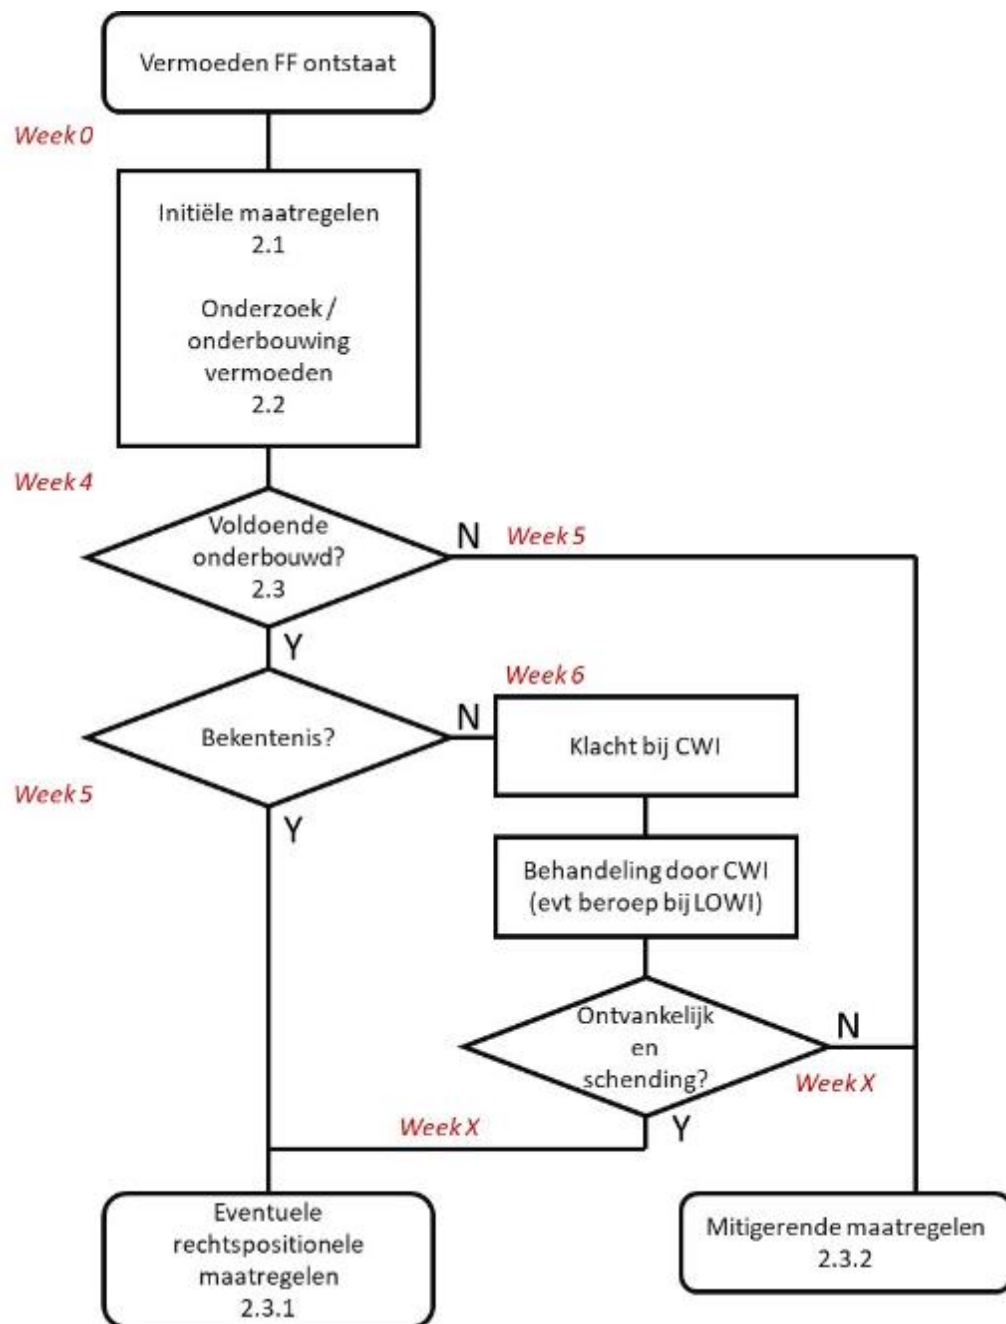 Vermoeden FF ontstaat
Week 0
Initiële maatregelen
2.1
Onderzoek /
onderbouwing
vermoeden
2.2
Week 4
Voldoende
onderbouwd?
2.3
N
Week 5
Y
Bekentenis?
N
Week 6
Klacht bij CWI
Week 5
Y
Behandeling door CWI
(evt beroep bij LOWI)
Ontvankelijk
en
schending?
N
Week X
Y
Week X
Eventuele
rechtspositionele
maatregelen
2.3.1
Mitigerende maatregelen
2.3.2